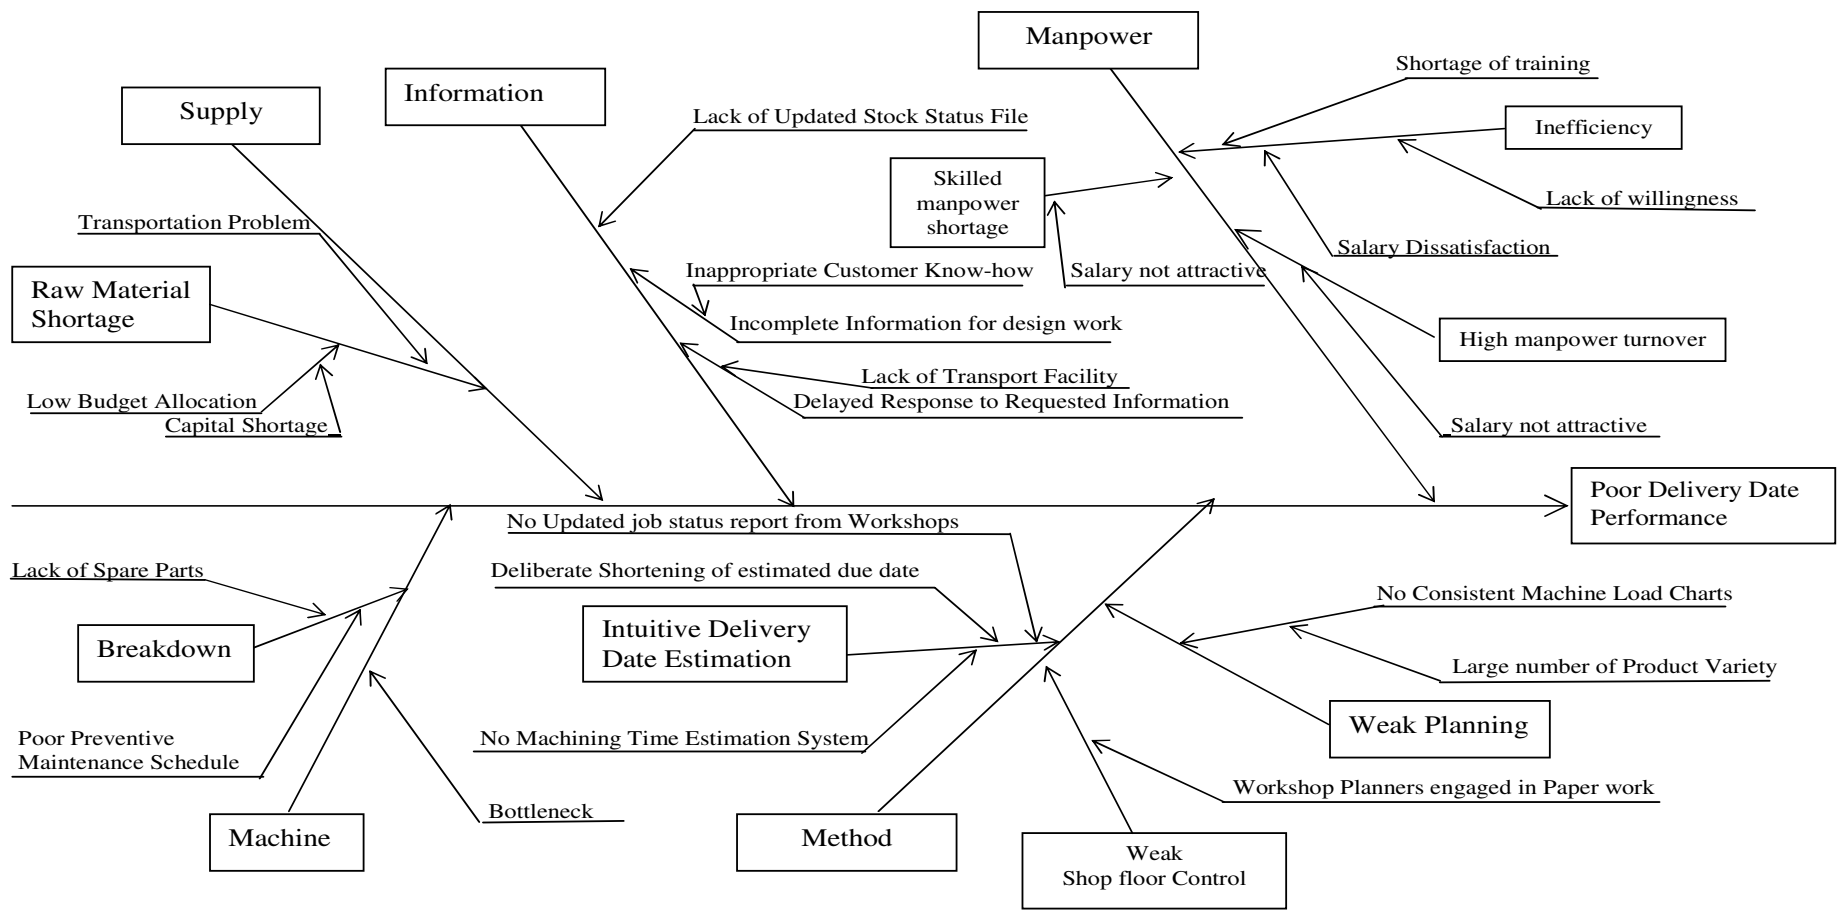 Manpower
Shortage of training
Information
Supply
Lack of Updated Stock Status File
Inefficiency
Skilled
manpower
shortage
Lack of willingness
Transportation Problem
Salary Dissatisfaction
Inappropriate Customer Know-how
Salary not attractive
Raw Material
Shortage
Incomplete Information for design work
High manpower turnover
Lack of Transport Facility
Low Budget Allocation
Delayed Response to Requested Information
Capital Shortage
Salary not attractive
Poor Delivery Date
Performance
No Updated job status report from Workshops
Lack of Spare Parts
Deliberate Shortening of estimated due date
No Consistent Machine Load Charts
Intuitive Delivery
Date Estimation
Breakdown
Large number of Product Variety
Weak Planning
Poor Preventive
Maintenance Schedule
No Machining Time Estimation System
Workshop Planners engaged in Paper work
Bottleneck
Machine
Method
Weak
Shop floor Control